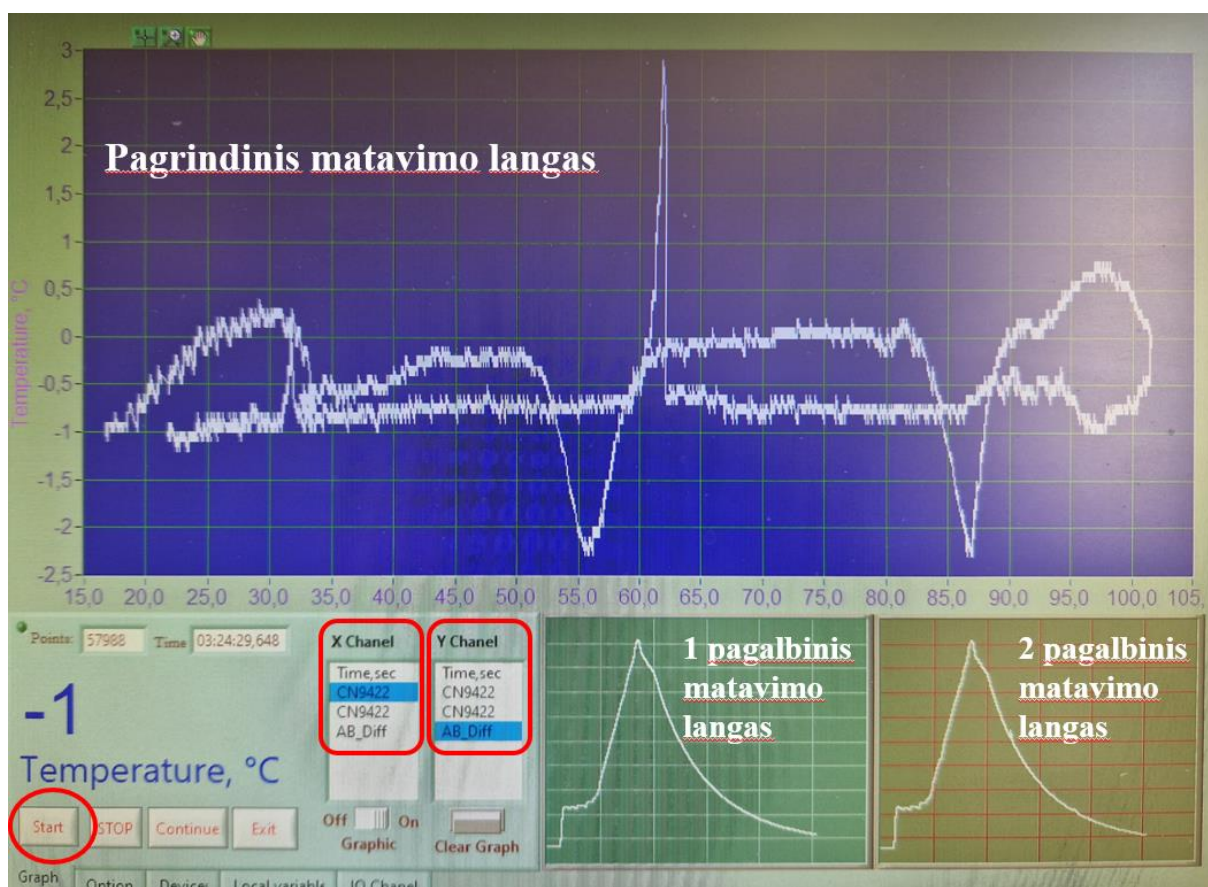 3
2,5
2
1,5
1
0,5
0
-0,5
-1
-1,5
-2
-2,5
Temperature, °C
Pagrindinis matavimo langas
15,0 20,0 25,0 30,0 35,0 40,0 45,0 50,0 55,0 60,0 65,0 70,0 75,0 80,0 85,0 90,0 95,0 100,0 105,
Points: 57988 Time 03:24:29,648
-1
Temperature, °C
Start STOP Continue Exit
X Chanel
Time,sec
CN9422
CN9422
AB_Diff
Off On
Graphic
Y Chanel
Time,sec
CN9422
CN9422
AB_Diff
Clear Graph
1 pagalbinis
matavimo
langas
2 pagalbinis
matavimo
langas
Graph Option Devices Local variable IO Chanel